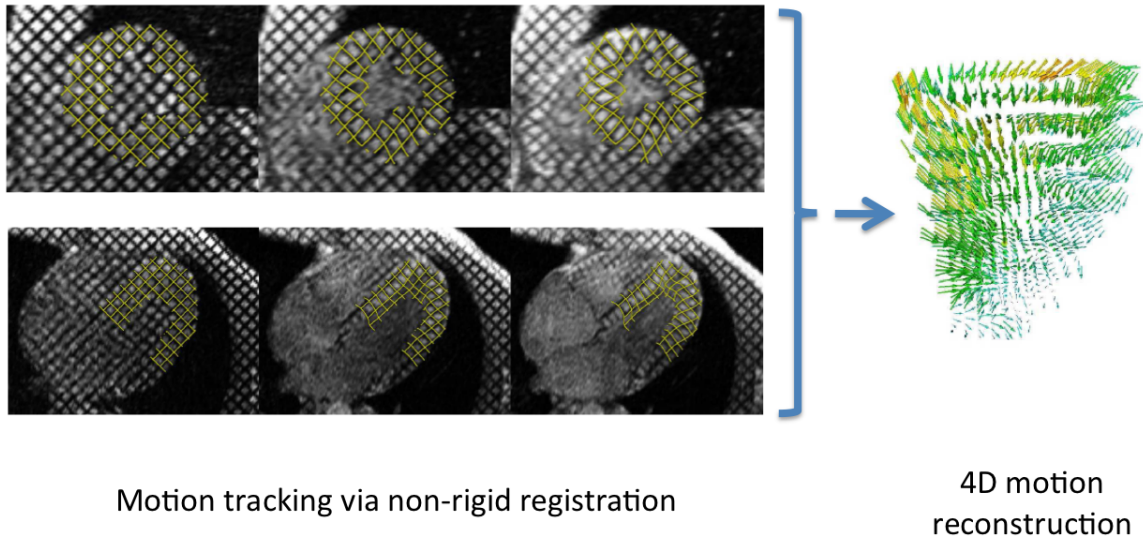 Motion tracking via non-rigid registration
4D motion
reconstruction